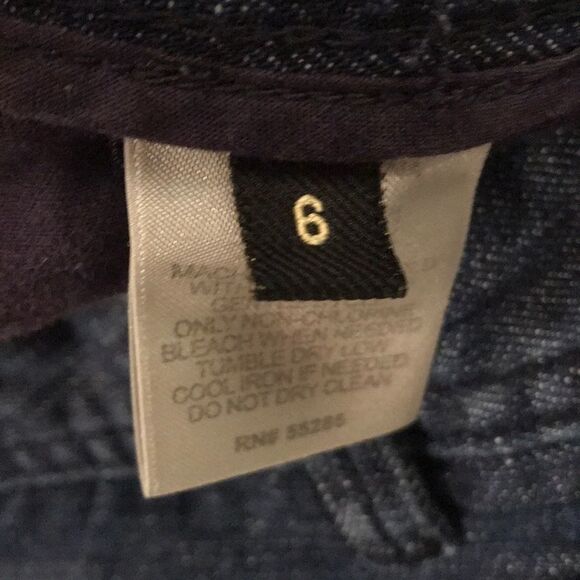 6
WITH
ONLY NON-CHLORINE
BLEACH WHEN NEEDED
TUMBLE DRY LOW
COOL IRON IF NEEDED
DO NOT DRY CLEAN
RN# 55285